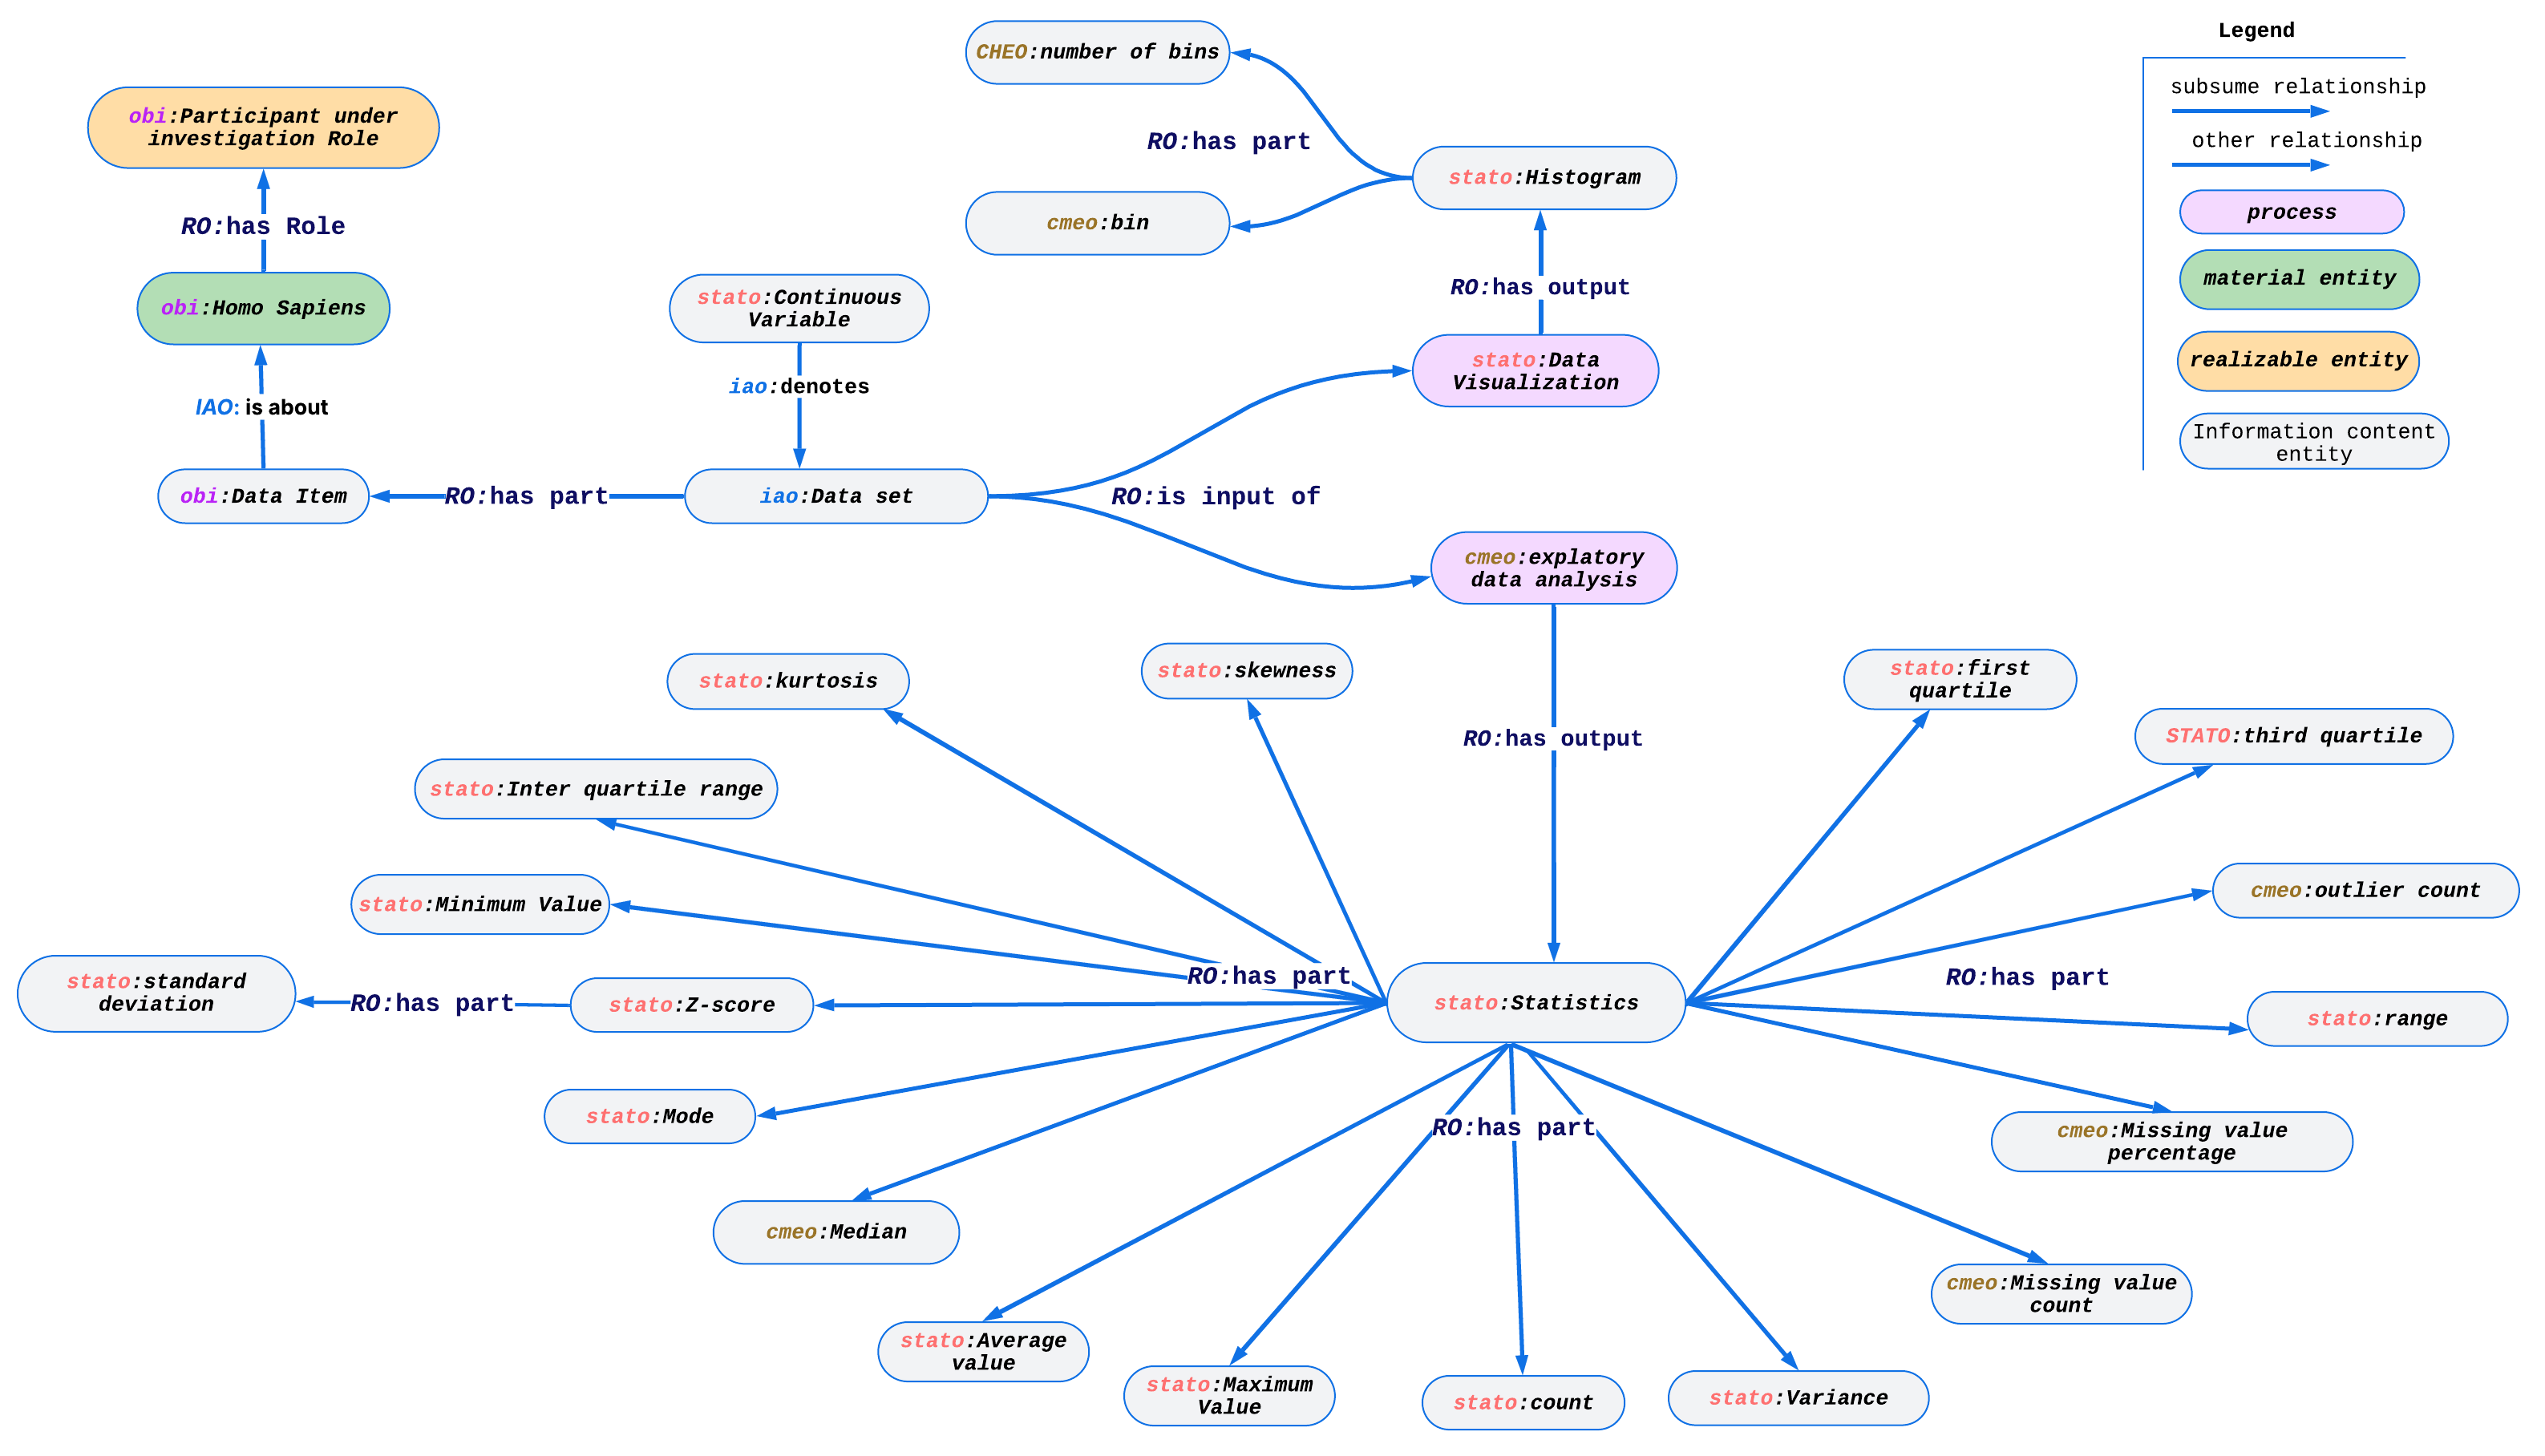 Legend
subsume relationship
other relationship
process
material entity
realizable entity
Information content
entity
CHEO:number of bins
obi:Participant under
investigation Role
RO:has part
stato:Histogram
cmeo:bin
RO:has Role
RO:has output
obi:Homo Sapiens
stato:Continuous
Variable
stato:Data
Visualization
iao:denotes
IAO: is about
obi:Data Item
RO:has part
iao:Data set
RO:is input of
cmeo:explatory
data analysis
stato:kurtosis
stato:skewness
stato:first
quartile
RO:has output
STATO:third quartile
stato:Inter quartile range
stato:Minimum Value
cmeo:outlier count
RO:has part
RO:has part
stato:standard
deviation
RO:has part
stato:Z-score
stato:Statistics
stato:range
stato:Mode
RO:has part
cmeo:Missing value
percentage
cmeo:Median
cmeo:Missing value
count
stato:Average
value
stato:Maximum
Value
stato:count
stato:Variance